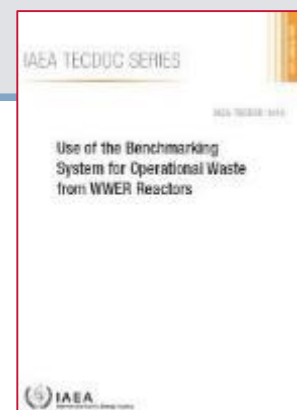 IAEA TECDOC SERIES
Use of the Benchmarking
System for Operational Waste
from WWER Reactors
IAEA